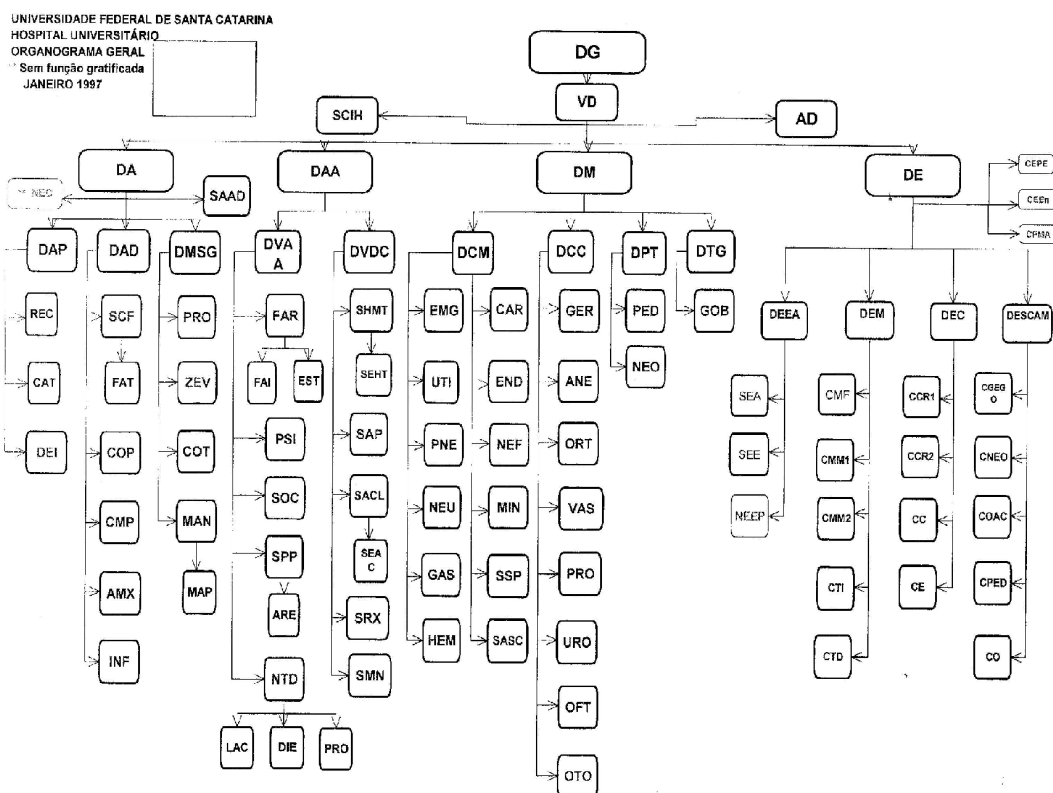 UNIVERSIDADE FEDERAL DE SANTA CATARINA
HOSPITAL UNIVERSITÁRIO
ORGANOGRAMA GERAL
** Sem função gratificada
JANEIRO 1997
DG
VD
SCIH
AD
DA
DAA
DM
DE
CEPE
** NEC
SAAD
CEEn
CPMA
DAP
DAD
DMSG
DVA
A
DVDC
DCM
DCC
DPT
DTG
REC
SCF
PRO
FAR
SHMT
EMG
CAR
GER
PED
GOB
DEEA
DEM
DEC
DESCAM
CAT
FAT
ZEV
FAI
EST
SEHT
UTI
END
ANE
NEO
SEA
CMF
CCR1
CGEG
O
DEI
COP
COT
PSI
SAP
PNE
NEF
ORT
SEE
CMM1
CCR2
CNEO
CMP
MAN
SOC
SACL
NEU
MIN
VAS
NEEP
CMM2
CC
COAC
AMX
MAP
SPP
SEA
C
GAS
SSP
PRO
CTI
CE
CPED
INF
ARE
SRX
HEM
SASC
URO
CTD
CO
NTD
SMN
OFT
LAC
DIE
PRO
OTO